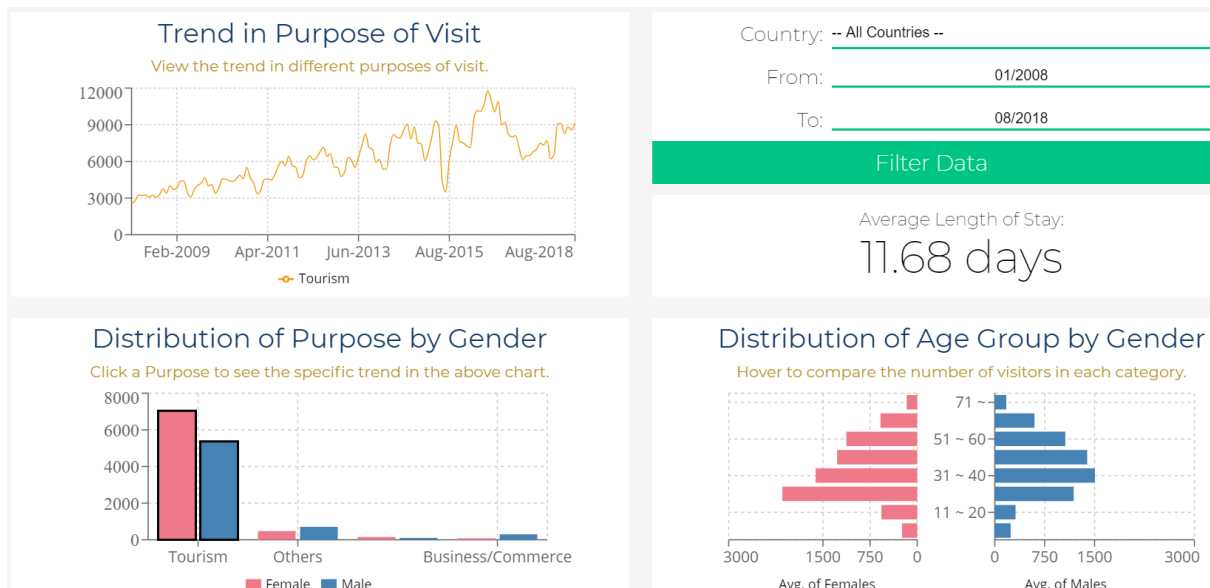 Trend in Purpose of Visit
View the trend in different purposes of visit.
12000
9000
6000
3000
0
Feb-2009 Apr-2011 Jun-2013 Aug-2015 Aug-2018
Tourism
Country: -- All Countries --
From: 01/2008
To: 08/2018
Filter Data
Average Length of Stay:
11.68 days
Distribution of Purpose by Gender
Click a Purpose to see the specific trend in the above chart.
8000
6000
4000
2000
0
Tourism Others Business/Commerce
Female Male
Distribution of Age Group by Gender
Hover to compare the number of visitors in each category.
71 ~
51 ~ 60
31 ~ 40
11 ~ 20
3000 1500 750 0 0 750 1500 3000
Avg. of Females Avg. of Males